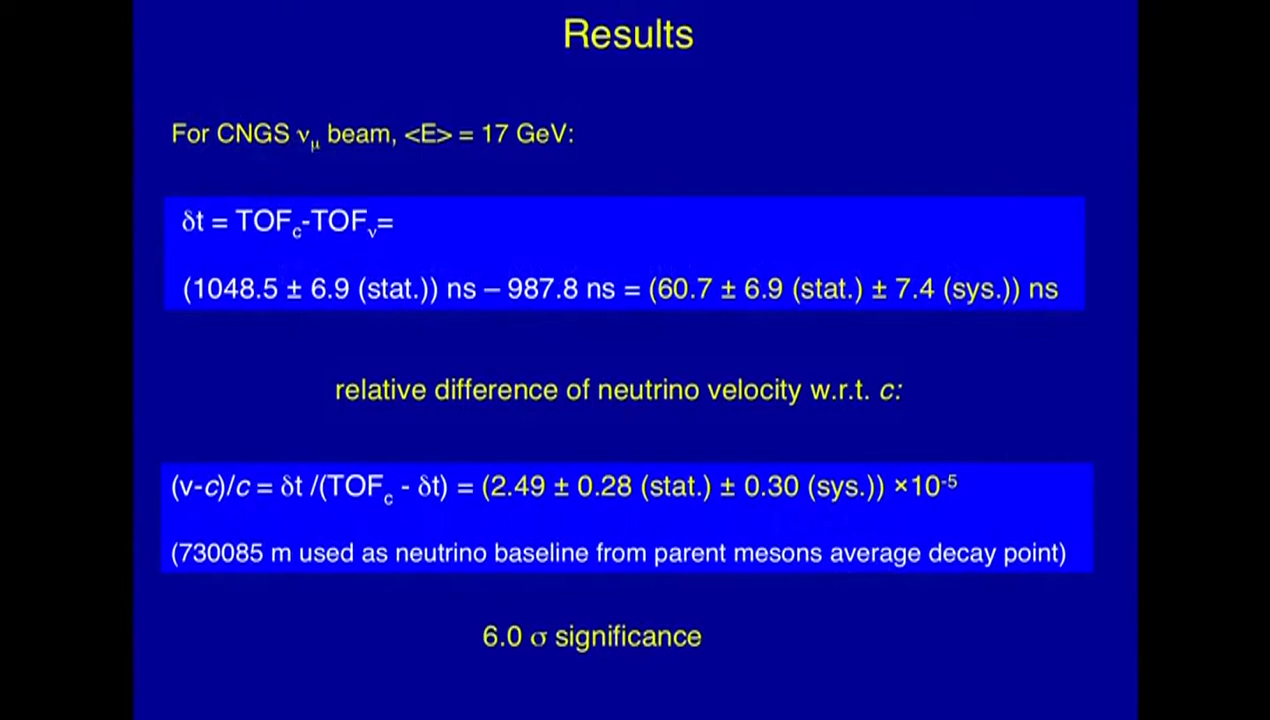 Results
For CNGS νμ beam, <E> = 17 GeV:
δt = TOFc-TOFν=
(1048.5 ± 6.9 (stat.)) ns – 987.8 ns = (60.7 ± 6.9 (stat.) ± 7.4 (sys.)) ns
relative difference of neutrino velocity w.r.t. c:
(v-c)/c = δt /(TOFc - δt) = (2.49 ± 0.28 (stat.) ± 0.30 (sys.)) ×10-5
(730085 m used as neutrino baseline from parent mesons average decay point)
6.0 σ significance